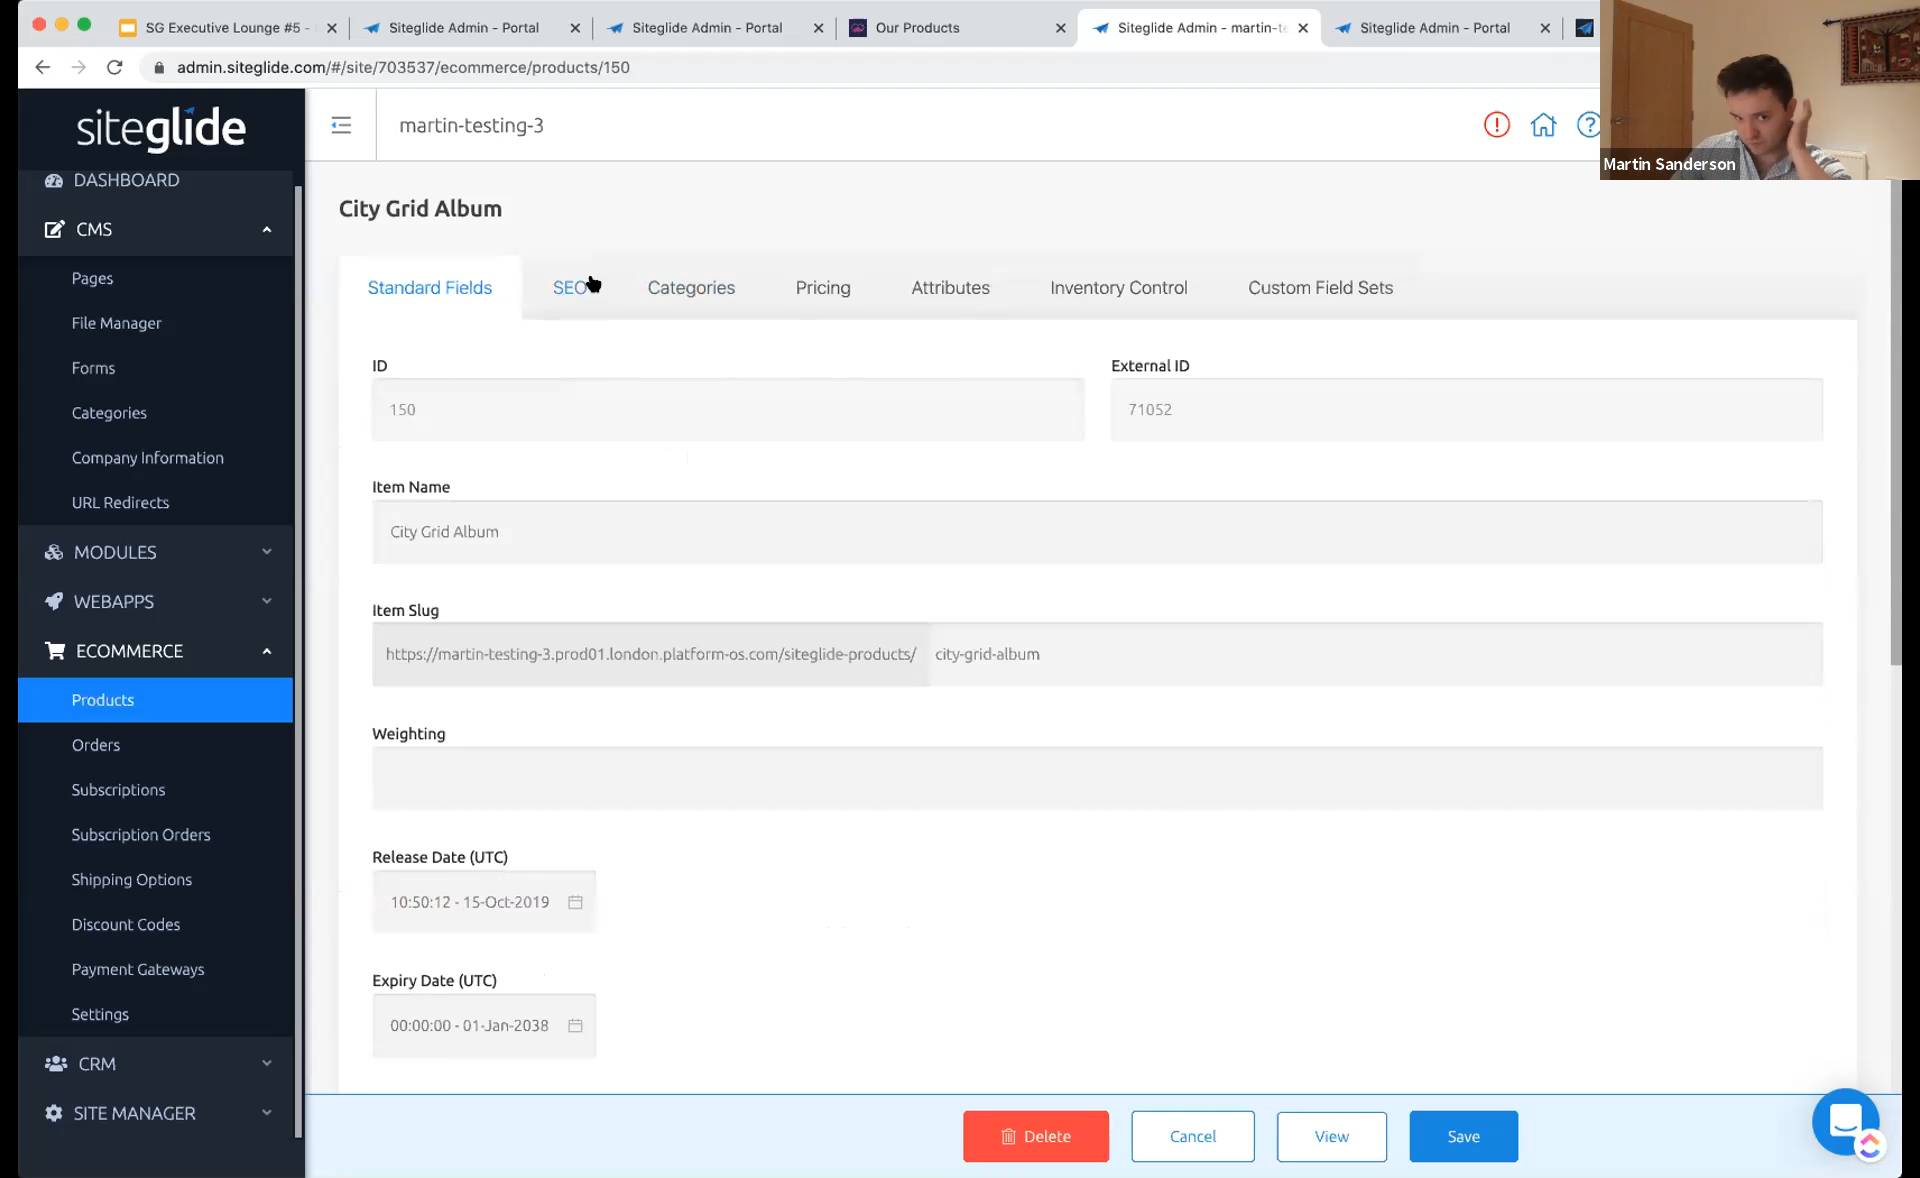 SG Executive Lounge #5 -
Siteglide Admin - Portal
Siteglide Admin - Portal
Our Products
Siteglide Admin - martin-te
Siteglide Admin - Portal
admin.siteglide.com/#/site/703537/ecommerce/products/150
siteglide
martin-testing-3
Martin Sanderson
DASHBOARD
CMS
Pages
File Manager
Forms
Categories
Company Information
URL Redirects
MODULES
WEBAPPS
ECOMMERCE
Products
Orders
Subscriptions
Subscription Orders
Shipping Options
Discount Codes
Payment Gateways
Settings
CRM
SITE MANAGER
City Grid Album
Standard Fields
SEO
Categories
Pricing
Attributes
Inventory Control
Custom Field Sets
ID
150
External ID
71052
Item Name
City Grid Album
Item Slug
https://martin-testing-3.prod01.london.platform-os.com/siteglide-products/ city-grid-album
Weighting
Release Date (UTC)
10:50:12 - 15-Oct-2019
Expiry Date (UTC)
00:00:00 - 01-Jan-2038
Delete
Cancel
View
Save